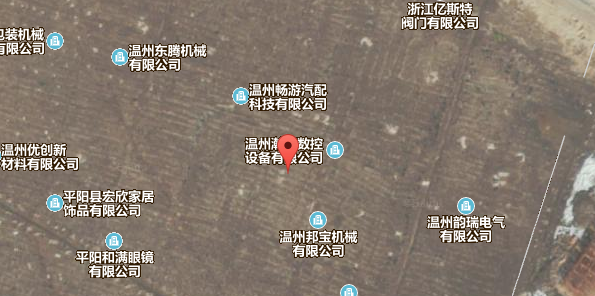 浙江亿斯特
阀门有限公司
包装机械
有限公司
温州东腾机械
有限公司
温州畅游汽配
科技有限公司
温州 数控
设备有限公司
温州优创新
材料有限公司
平阳县宏欣家居
饰品有限公司
温州邦宝机械
有限公司
温州韵瑞电气
有限公司
平阳和满眼镜
有限公司